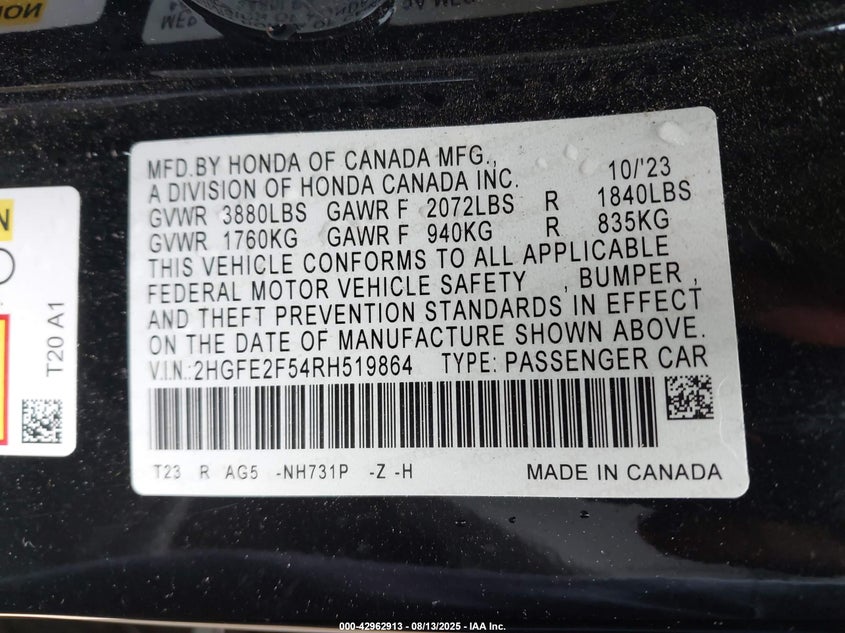 MFD.BY HONDA OF CANADA MFG., 10/'23
A DIVISION OF HONDA CANADA INC.
GVWR 3880LBS GAWR F 2072LBS R 1840LBS
GVWR 1760KG GAWR F 940KG R 835KG
THIS VEHICLE CONFORMS TO ALL APPLICABLE
FEDERAL MOTOR VEHICLE SAFETY , BUMPER ,
AND THEFT PREVENTION STANDARDS IN EFFECT
ON THE DATE OF MANUFACTURE SHOWN ABOVE.
V.I.N.:2HGFE2F54RH519864 TYPE: PASSENGER CAR
T23 R AG5 -NH731P -Z -H MADE IN CANADA
T20 A1
000-42962913 - 08/13/2025 - IAA Inc.